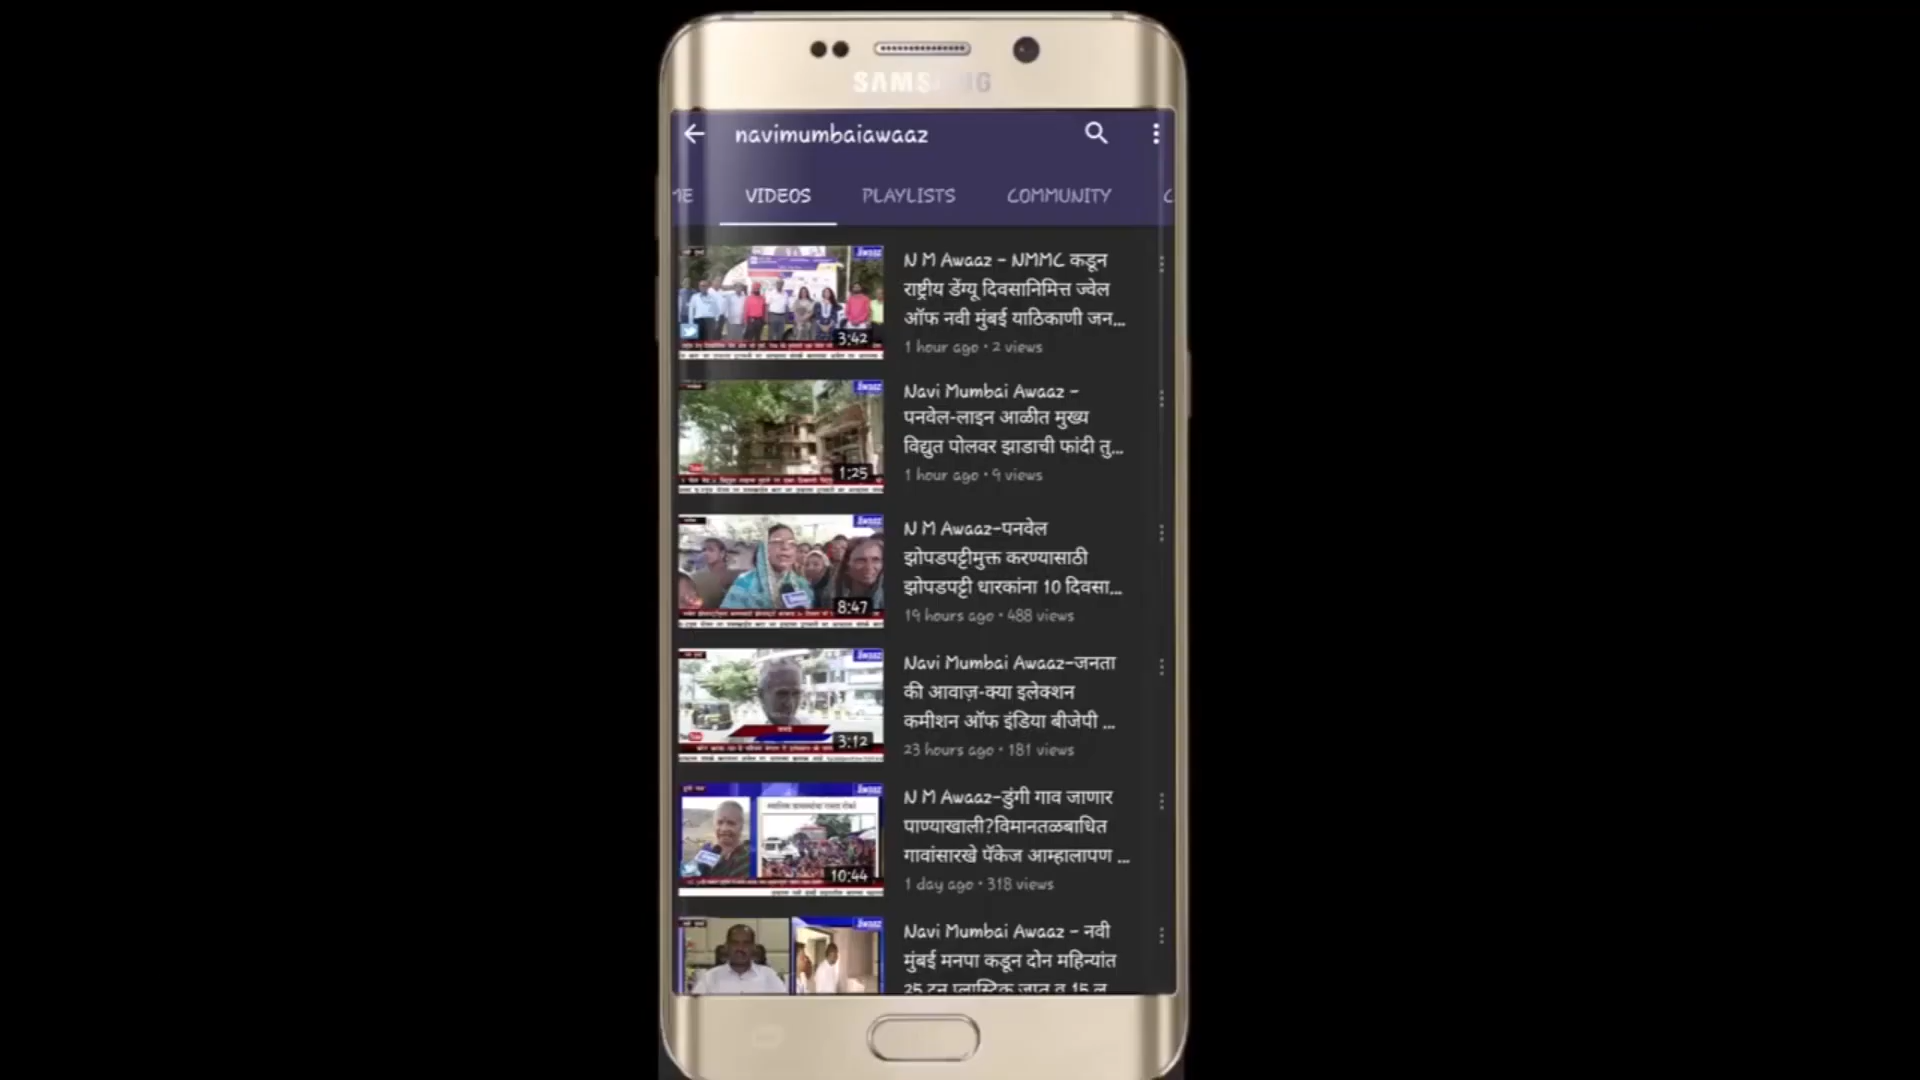 SAMSUNG
navimumbaiawaaz
VIDEOS
PLAYLISTS
COMMUNITY
N M Awaaz - NMMC कडून
राष्ट्रीय डेंग्यू दिवसानिमित्त ज्वेल
ऑफ नवी मुंबई याठिकाणी जन...
1 hour ago • 2 views
3:42
Navi Mumbai Awaaz -
पनवेल-लाइन आळीत मुख्य
विद्युत पोलवर झाडाची फांदी तु...
1 hour ago • 9 views
1:25
N M Awaaz-पनवेल
झोपडपट्टीमुक्त करण्यासाठी
झोपडपट्टी धारकांना 10 दिवसा...
19 hours ago • 488 views
8:47
Navi Mumbai Awaaz-जनता
की आवाज़-क्या इलेक्शन
कमीशन ऑफ इंडिया बीजेपी ...
23 hours ago • 181 views
3:12
N M Awaaz-डुंगी गाव जाणार
पाण्याखाली?विमानतळबाधित
गावांसारखे पॅकेज आम्हालापण ...
1 day ago • 318 views
10:44
Navi Mumbai Awaaz - नवी
मुंबई मनपा कडून दोन महिन्यांत
25 टन प्लास्टिक जप्त व 15 ल